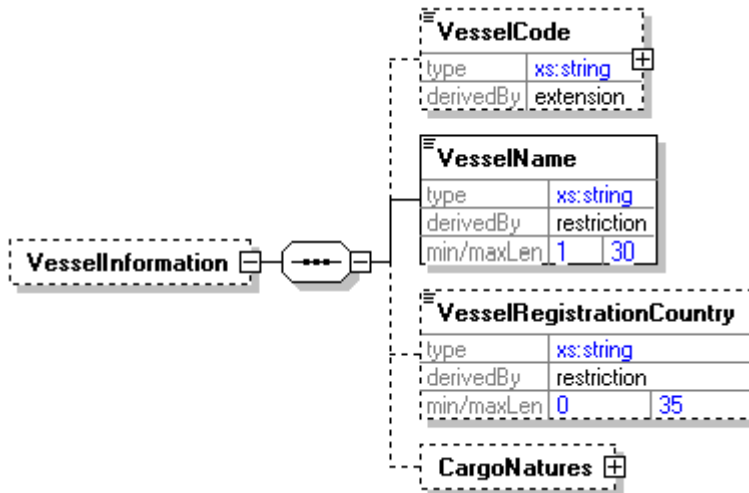 VesselCode
type xs:string
derivedBy extension
VesselName
type xs:string
derivedBy restriction
min/maxLen 1 30
VesselInformation
VesselRegistrationCountry
type xs:string
derivedBy restriction
min/maxLen 0 35
CargoNatures